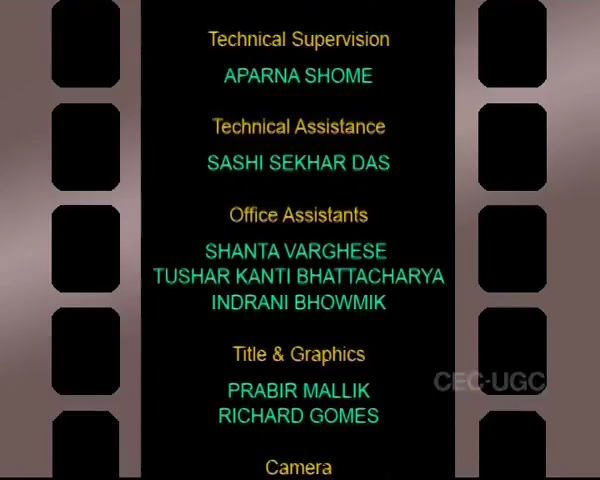 Technical Supervision
APARNA SHOME
Technical Assistance
SASHI SEKHAR DAS
Office Assistants
SHANTA VARGHESE
TUSHAR KANTI BHATTACHARYA
INDRANI BHOWMIK
Title & Graphics
PRABIR MALLIK
CEC-UGC
RICHARD GOMES
Camera